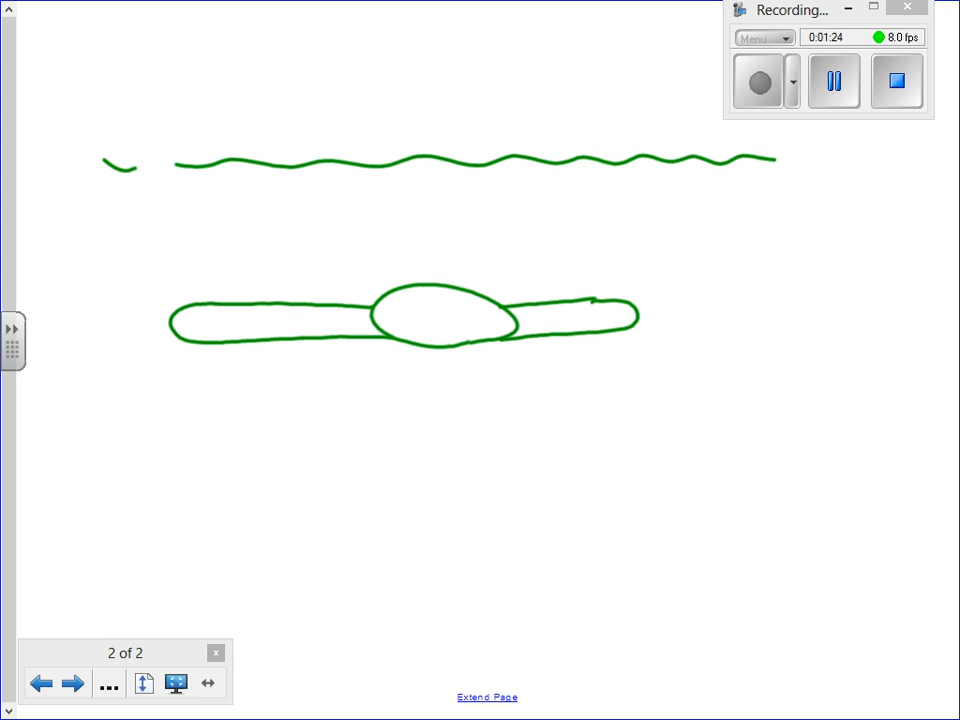 Recording...
Menu
0:01:24
8.0 fps
2 of 2
...
Extend Page